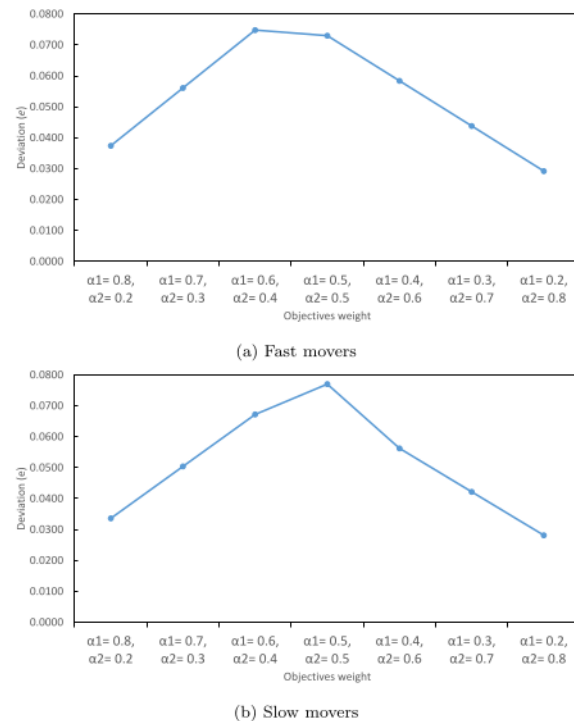 0.0800
0.0700
0.0600
0.0500
0.0400
0.0300
0.0200
0.0100
0.0000
Deviation (e)
α1= 0.8, α1= 0.7, α1= 0.6, α1= 0.5, α1= 0.4, α1= 0.3, α1= 0.2,
α2= 0.2 α2= 0.3 α2= 0.4 α2= 0.5 α2= 0.6 α2= 0.7 α2= 0.8
Objectives weight
(a) Fast movers
0.0800
0.0700
0.0600
0.0500
0.0400
0.0300
0.0200
0.0100
0.0000
Deviation (e)
α1= 0.8, α1= 0.7, α1= 0.6, α1= 0.5, α1= 0.4, α1= 0.3, α1= 0.2,
α2= 0.2 α2= 0.3 α2= 0.4 α2= 0.5 α2= 0.6 α2= 0.7 α2= 0.8
Objectives weight
(b) Slow movers